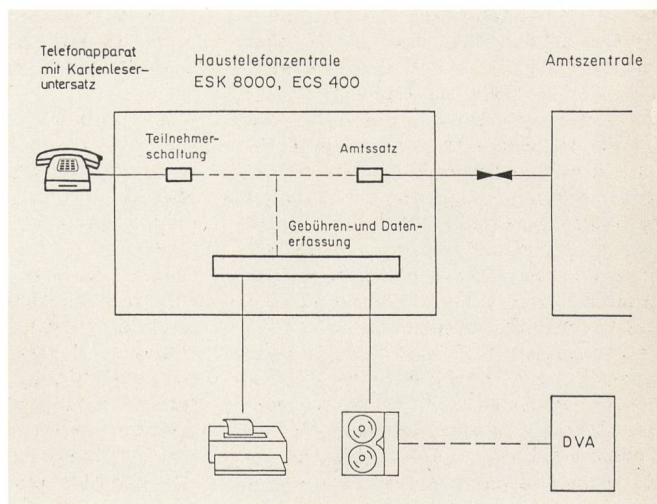 Telefonapparat
mit Kartenleser-
untersatz
Haustelefonzentrale
ESK 8000, ECS 400
Amtszentrale
Teilnehmer-
schaltung
Amtssatz
Gebühren-und Daten-
erfassung
DVA